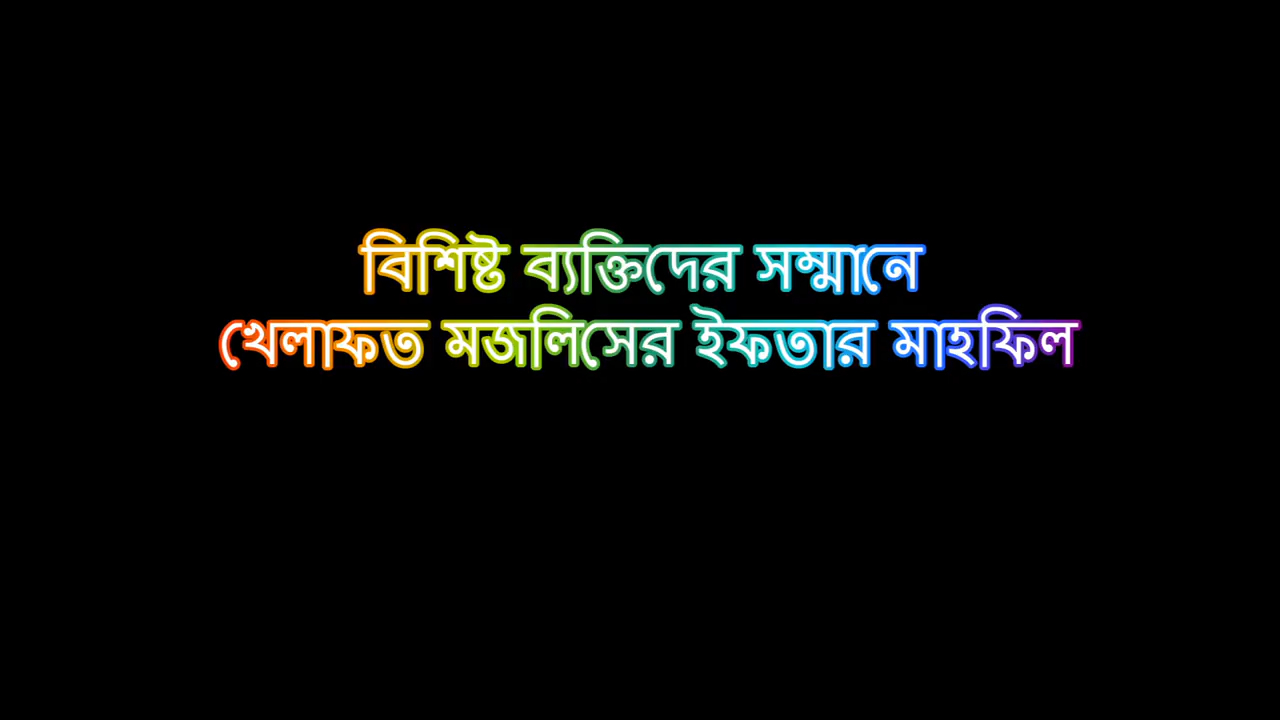 বিশিষ্ট ব্যক্তিদের সম্মানে
খেলাফত মজলিসের ইফতার মাহফিল